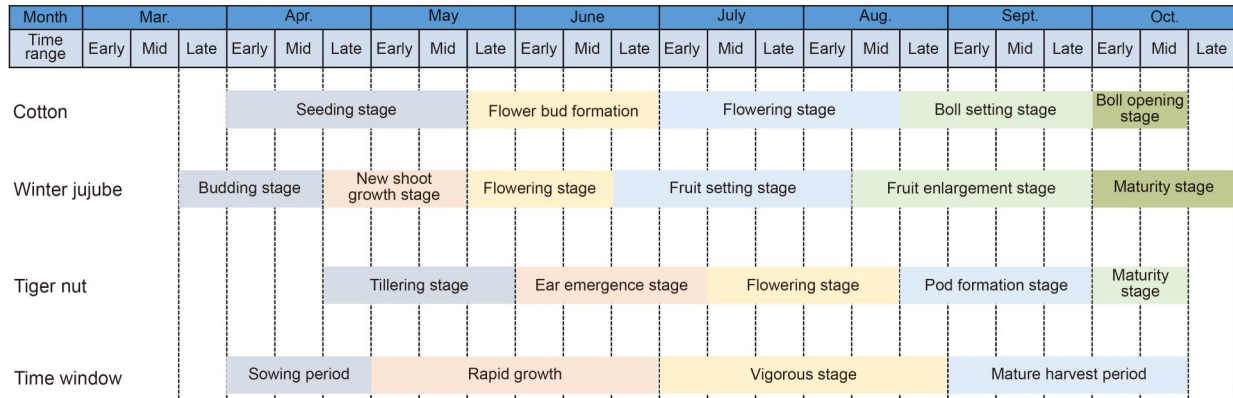 Month Mar. Apr. May June July Aug. Sept. Oct.
Time range Early Mid Late Early Mid Late Early Mid Late Early Mid Late Early Mid Late Early Mid Late Early Mid Late Early Mid Late
Cotton Seeding stage Flower bud formation Flowering stage Boll setting stage Boll opening stage
Winter jujube Budding stage New shoot growth stage Flowering stage Fruit setting stage Fruit enlargement stage Maturity stage
Tiger nut Tillering stage Ear emergence stage Flowering stage Pod formation stage Maturity stage
Time window Sowing period Rapid growth Vigorous stage Mature harvest period